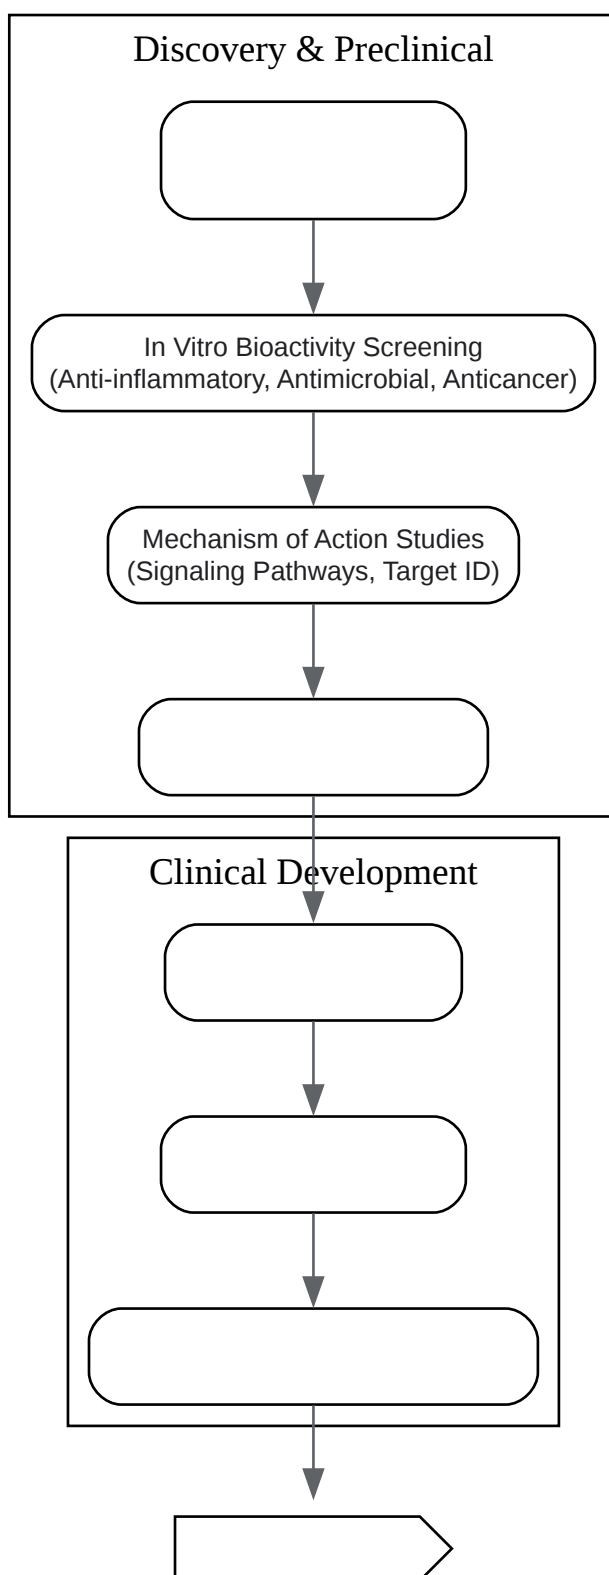 Discovery & Preclinical
In Vitro Bioactivity Screening
(Anti-inflammatory, Antimicrobial, Anticancer)
Mechanism of Action Studies
(Signaling Pathways, Target ID)
Clinical Development